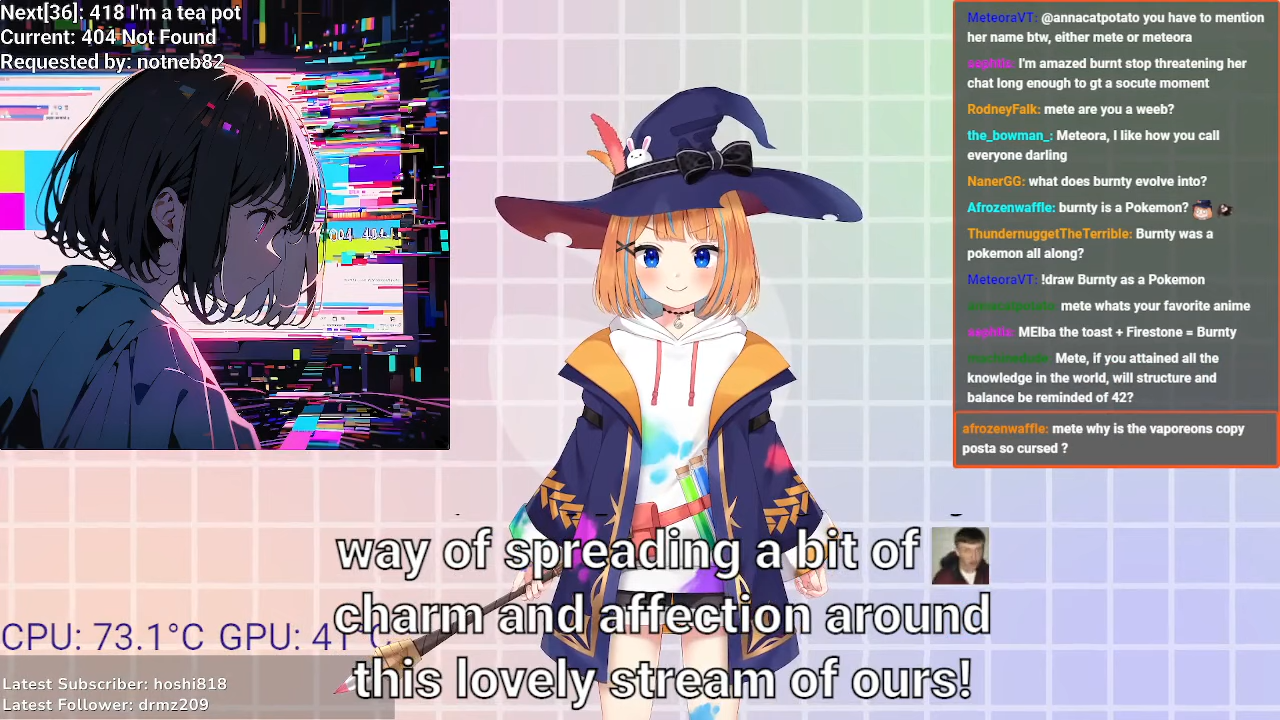 Next[36]: 418 I'm a tea pot
Current: 404 Not Found
Requested by: notneb82
MeteoraVT: @annacatpotato you have to mention
her name btw, either mete or meteora
sephtis: I'm amazed burnt stop threatening her
chat long enough to gt a socute moment
RodneyFalk: mete are you a weeb?
the_bowman_: Meteora, I like how you call
everyone darling
NanerGG: what does burnty evolve into?
Afrozenwaffle: burnty is a Pokemon?
ThundernuggetTheTerrible: Burnty was a
pokemon all along?
MeteoraVT: !draw Burnty as a Pokemon
annacatpotato: mete whats your favorite anime
sephtis: MElba the toast + Firestone = Burnty
Mete, if you attained all the
knowledge in the world, will structure and
balance be reminded of 42?
afrozenwaffle: mete why is the vaporeons copy
posta so cursed ?
way of spreading a bit of
charm and affection around
this lovely stream of ours!
CPU: 73.1°C GPU: 41°C
Latest Subscriber: hoshi818
Latest Follower: drmz209